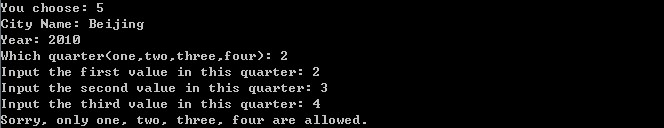 You choose: 5
City Name: Beijing
Year: 2010
Which quarter(one,two,three,four): 2
Input the first value in this quarter: 2
Input the second value in this quarter: 3
Input the third value in this quarter: 4
Sorry, only one, two, three, four are allowed.